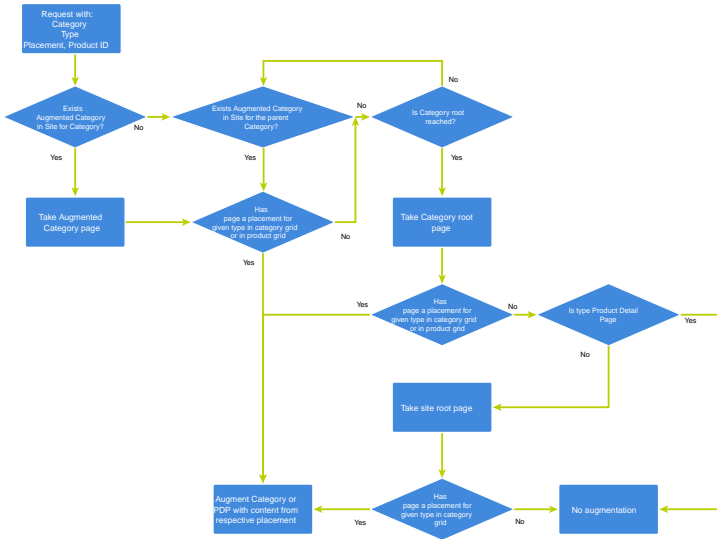 Request with:
Category
Type
Placement, Product ID
No
Exists
Augmented Category
in Site for Category?
No
Exists Augmented Category
in Site for the parent
Category?
No
Is Category root
reached?
Yes
Yes
Yes
Take Augmented
Category page
Has
page a placement for
given type in category grid
or in product grid
No
Take Category root
page
Yes
Yes
Has
page a placement for
given type in category grid
or in product grid
No
Is type Product Detail
Page
Yes
No
Take site root page
Augment Category or
PDP with content from
respective placement
Yes
Has
page a placement for
given type in category
grid
No
No augmentation